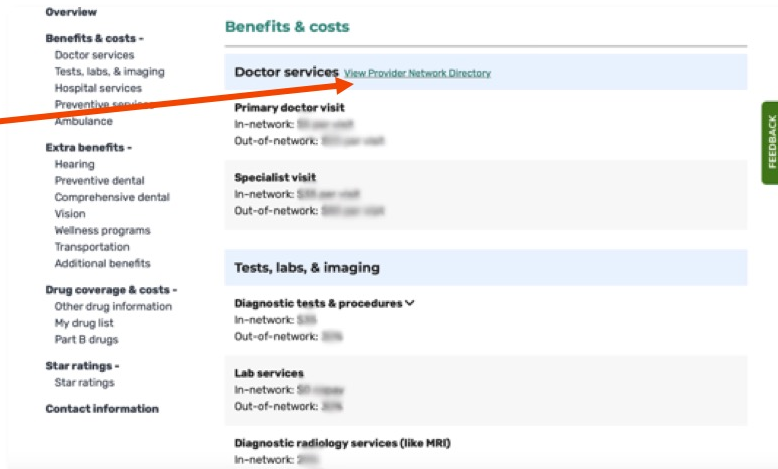 Overview
Benefits & costs -
Doctor services
Tests, labs, & imaging
Hospital services
Preventive services
Ambulance
Extra benefits -
Hearing
Preventive dental
Comprehensive dental
Vision
Wellness programs
Transportation
Additional benefits
Drug coverage & costs -
Other drug information
My drug list
Part B drugs
Star ratings -
Star ratings
Contact information
Benefits & costs
Doctor services View Provider Network Directory
Primary doctor visit
In-network:
Out-of-network:
Specialist visit
In-network:
Out-of-network:
Tests, labs, & imaging
Diagnostic tests & procedures
In-network:
Out-of-network:
Lab services
In-network:
Out-of-network:
Diagnostic radiology services (like MRI)
In-network:
FEEDBACK